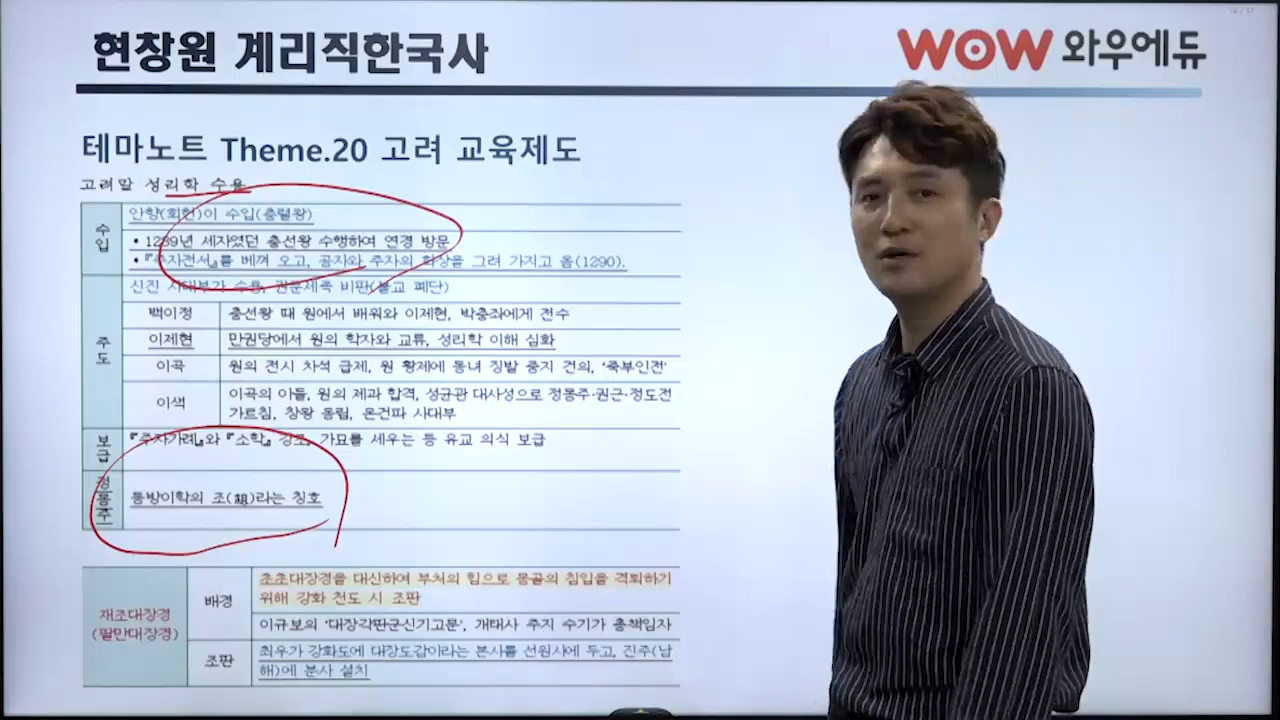 현창원 계리직한국사
WOW 와우에듀
테마노트 Theme.20 고려 교육제도
고려말 성리학 수용
수입
안향(회헌)이 수입(충렬왕)
• 1289년 세자였던 충선왕 수행하여 연경 방문
• 『주자전서』를 베껴 오고, 공자와 주자의 화상을 그려 가지고 옴(1290).
주도
신진 사대부가 수용, 권문세족 비판(불교 폐단)
백이정 충선왕 때 원에서 배워와 이제현, 박충좌에게 전수
이제현 만권당에서 원의 학자와 교류, 성리학 이해 심화
이곡 원의 전시 차석 급제, 원 황제에 동녀 징발 중지 건의, '죽부인전'
이색 이곡의 아들, 원의 제과 합격, 성균관 대사성으로 정몽주·권근·정도전
가르침, 창왕 옹립, 온건파 사대부
보급 『주자가례』와 『소학』 강조, 가묘를 세우는 등 유교 의식 보급
정몽주 동방이학의 조(祖)라는 칭호
재조대장경
(팔만대장경)
배경 초조대장경을 대신하여 부처의 힘으로 몽골의 침입을 격퇴하기
위해 강화 천도 시 조판
이규보의 '대장각판군신기고문', 개태사 주지 수기가 총책임자
조판 최우가 강화도에 대장도감이라는 본사를 선원사에 두고, 진주(남
해)에 분사 설치